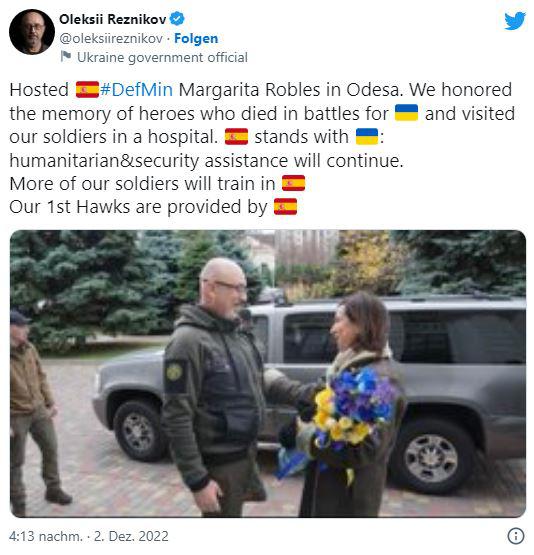 Oleksii Reznikov
@oleksiireznikov · Folgen
Ukraine government official
Hosted 🇪🇸#DefMin Margarita Robles in Odesa. We honored
the memory of heroes who died in battles for 🇺🇦 and visited
our soldiers in a hospital. 🇪🇸 stands with 🇺🇦:
humanitarian&security assistance will continue.
More of our soldiers will train in 🇪🇸
Our 1st Hawks are provided by 🇪🇸
4:13 nachm. · 2. Dez. 2022